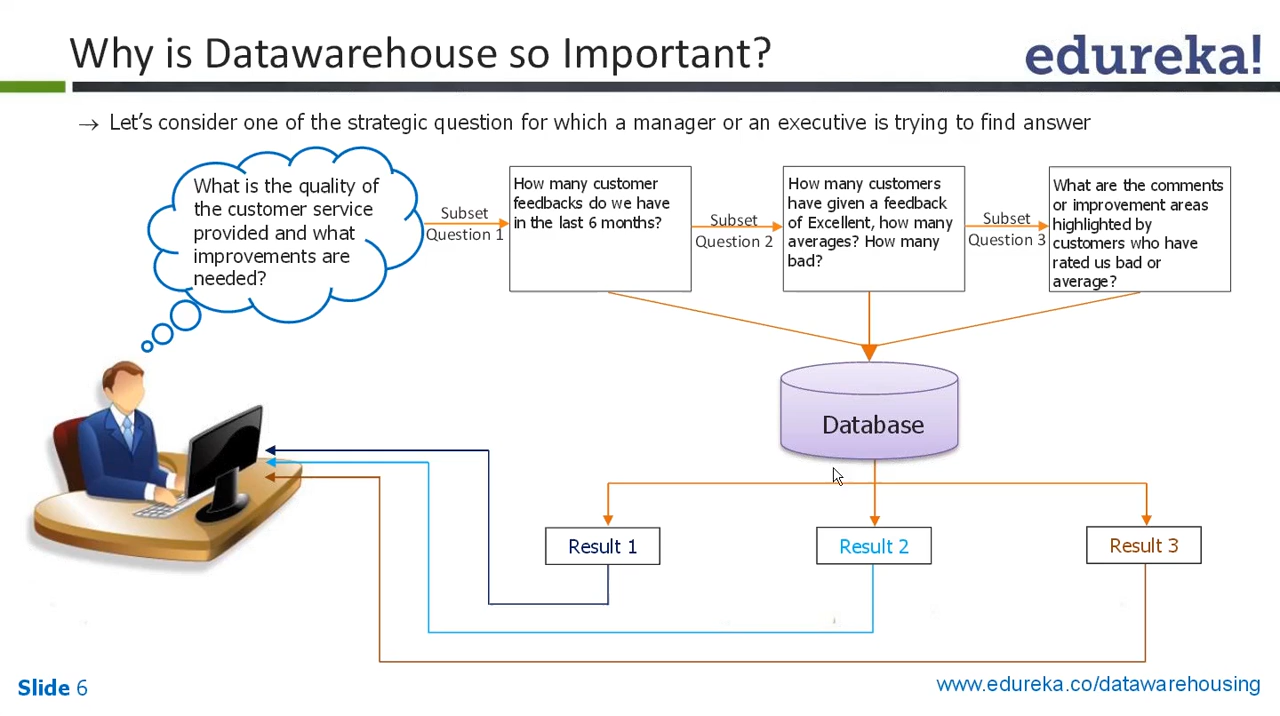 Why is Datawarehouse so Important?
edureka!
→ Let's consider one of the strategic question for which a manager or an executive is trying to find answer
What is the quality of
the customer service
provided and what
improvements are
needed?
Subset
Question 1
How many customer
feedbacks do we have
in the last 6 months?
Subset
Question 2
How many customers
have given a feedback
of Excellent, how many
averages? How many
bad?
Subset
Question 3
What are the comments
or improvement areas
highlighted by
customers who have
rated us bad or
average?
Database
Result 1
Result 2
Result 3
Slide 6
www.edureka.co/datawarehousing